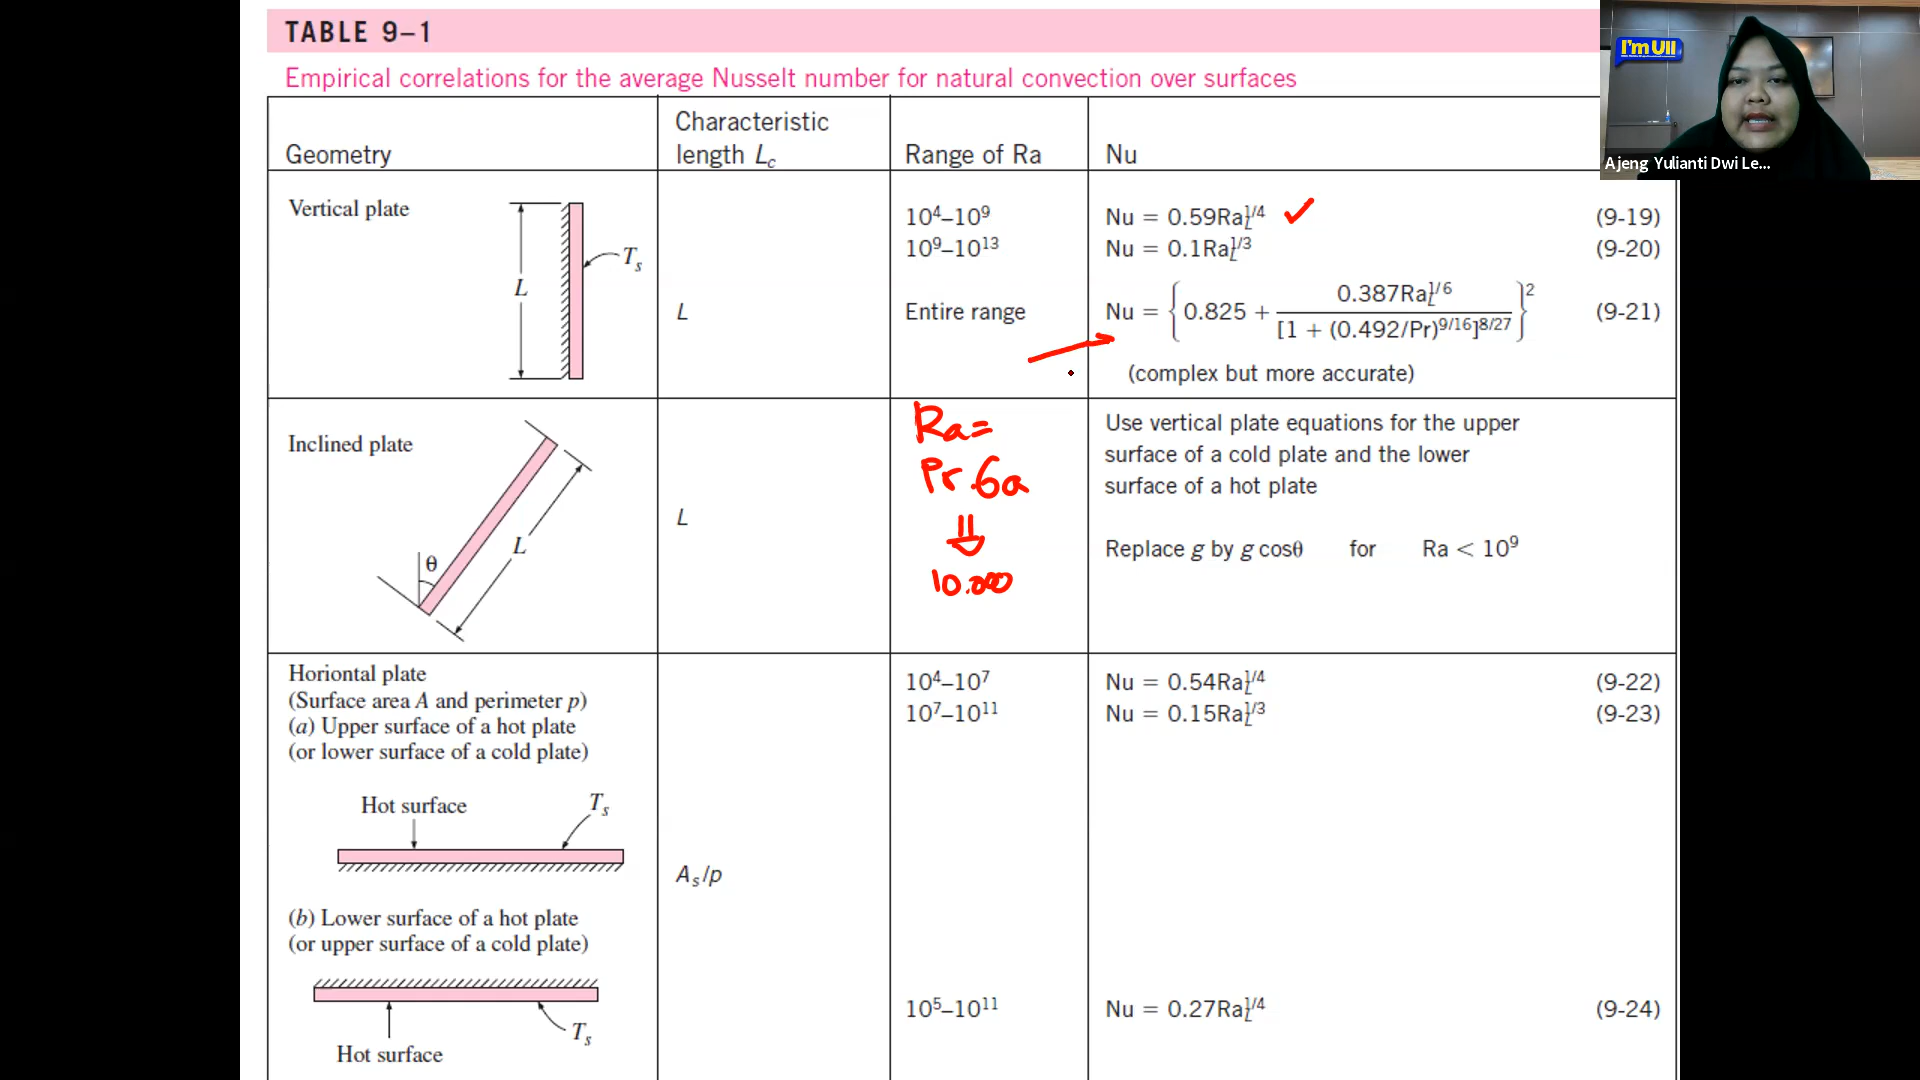 TABLE 9–1
Empirical correlations for the average Nusselt number for natural convection over surfaces
I'm UII
Ajeng Yulianti Dwi Le...
Geometry
Characteristic
length Lc
Range of Ra
Nu
Vertical plate
L
Ts
L
10⁴–10⁹
Nu = 0.59Ra_L^1/4 ✓
(9-19)
10⁹–10¹³
Nu = 0.1Ra_L^1/3
(9-20)
Entire range
Nu = {0.825 + 0.387Ra_L^1/6 / [1 + (0.492/Pr)^9/16]^8/27}²
(9-21)
(complex but more accurate)
Inclined plate
θ
L
L
Ra=
Pr.Ga
10.000
Use vertical plate equations for the upper
surface of a cold plate and the lower
surface of a hot plate
Replace g by g cosθ for Ra < 10⁹
Horiontal plate
(Surface area A and perimeter p)
(a) Upper surface of a hot plate
(or lower surface of a cold plate)
Hot surface
Ts
As/p
10⁴–10⁷
Nu = 0.54Ra_L^1/4
(9-22)
10⁷–10¹¹
Nu = 0.15Ra_L^1/3
(9-23)
(b) Lower surface of a hot plate
(or upper surface of a cold plate)
Hot surface
Ts
10⁵–10¹¹
Nu = 0.27Ra_L^1/4
(9-24)